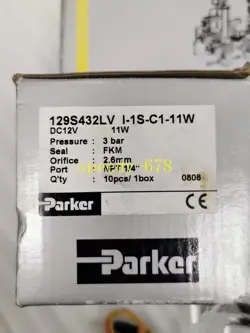 129S432LV I-1S-C1-11W
DC12V 11W
Pressure : 3 bar
Seal : FKM
Orifice : 2.6mm
Port : NPT 1/4"
Q'ty : 10pcs/ 1box 0808
Parker CE
Parker